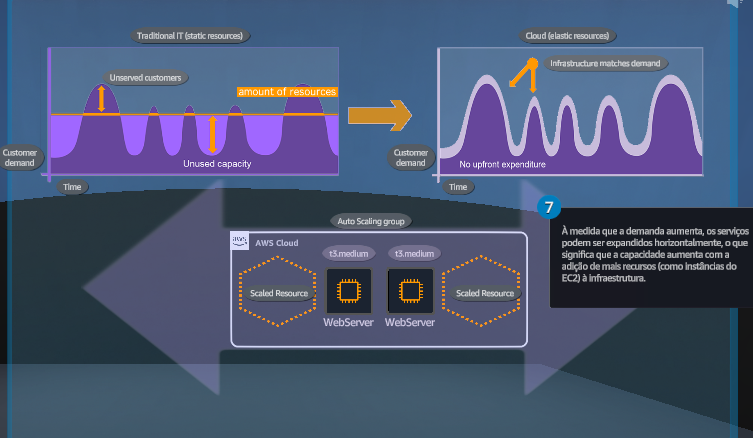 Traditional IT (static resources)
Cloud (elastic resources)
Unserved customers
amount of resources
Unused capacity
Customer
demand
Time
Infrastructure matches demand
No upfront expenditure
Customer
demand
Time
7
À medida que a demanda aumenta, os serviços
podem ser expandidos horizontalmente, o que
significa que a capacidade aumenta com a
adição de mais recursos (como instâncias do
EC2) à infraestrutura.
Auto Scaling group
aws
AWS Cloud
t3.medium
t3.medium
Scaled Resource
Scaled Resource
WebServer
WebServer